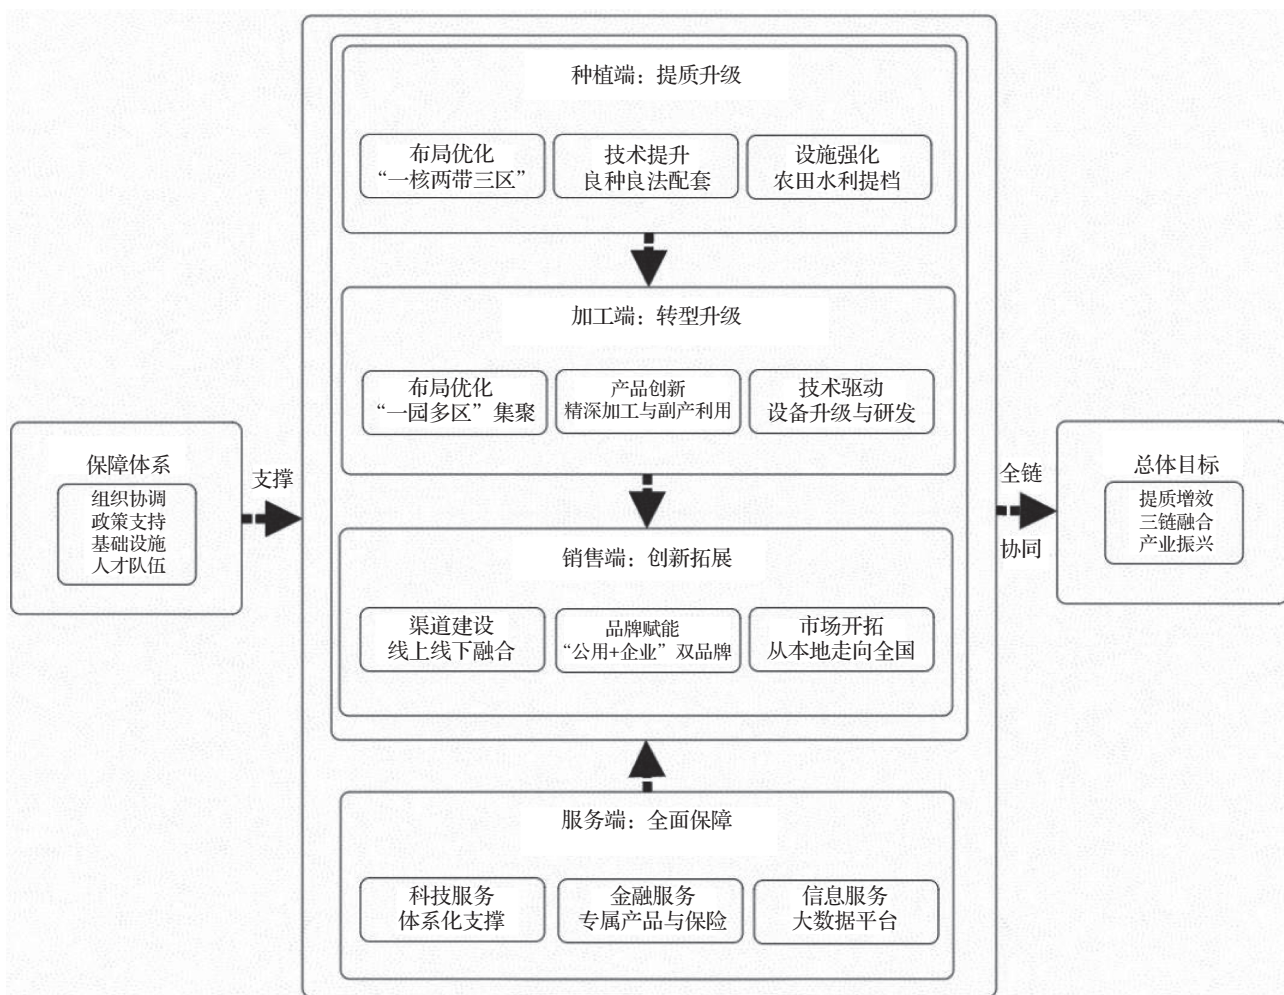 种植端：提质升级
布局优化
“一核两带三区”
技术提升
良种良法配套
设施强化
农田水利提档
加工端：转型升级
布局优化
“一园多区”集聚
产品创新
精深加工与副产利用
技术驱动
设备升级与研发
保障体系
组织协调
政策支持
基础设施
人才队伍
支撑
销售端：创新拓展
渠道建设
线上线下融合
品牌赋能
“公用+企业”双品牌
市场开拓
从本地走向全国
全链
协同
总体目标
提质增效
三链融合
产业振兴
服务端：全面保障
科技服务
体系化支撑
金融服务
专属产品与保险
信息服务
大数据平台